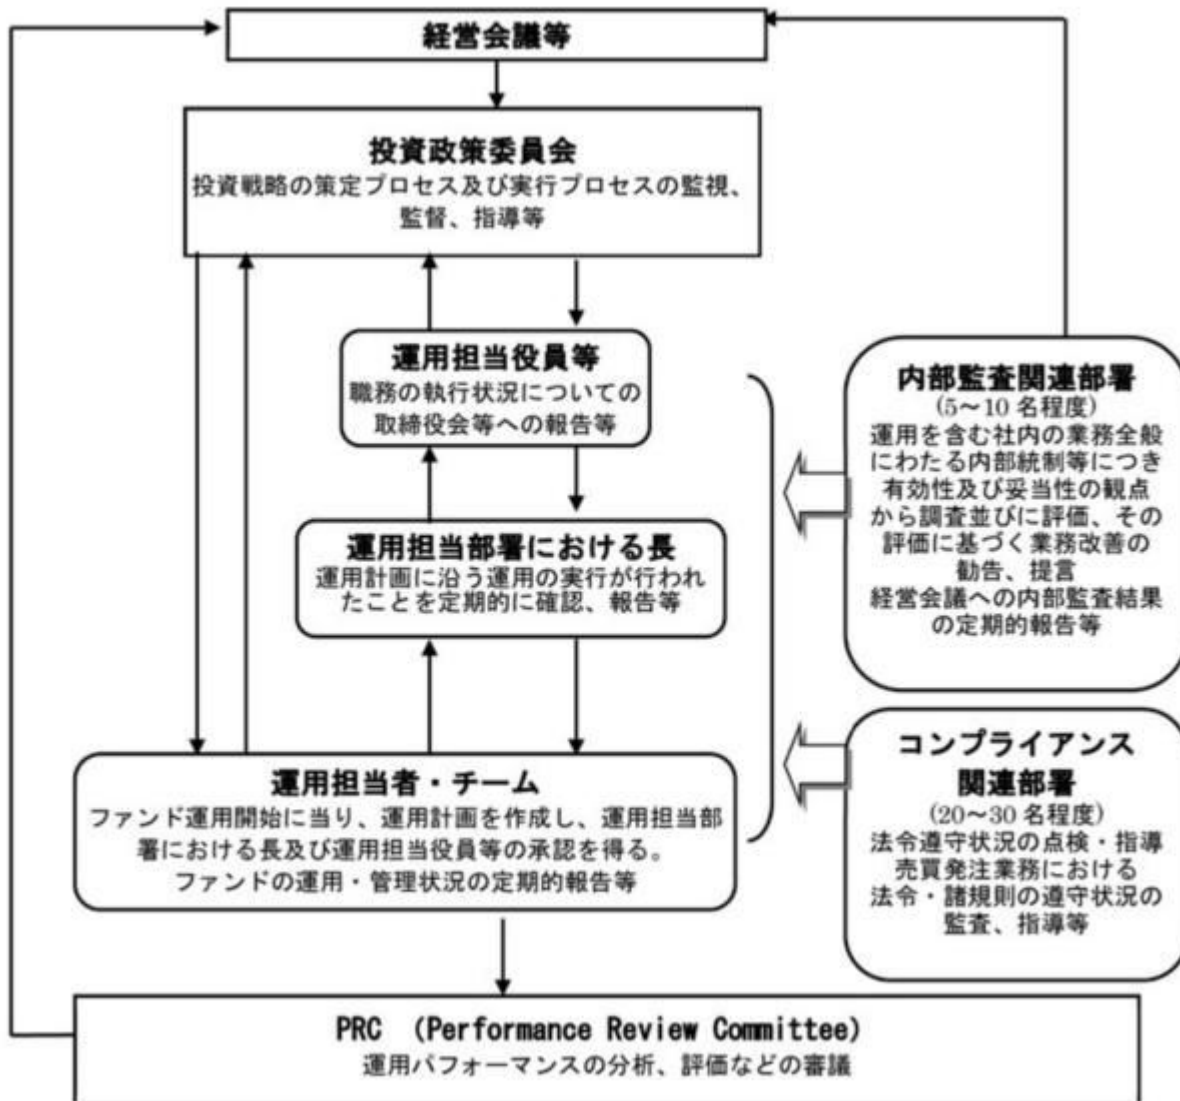 経営会議等
投資政策委員会
投資戦略の策定プロセス及び実行プロセスの監視、
監督、指導等
運用担当役員等
職務の執行状況についての
取締役会等への報告等
運用担当部署における長
運用計画に沿う運用の実行が行われ
たことを定期的に確認、報告等
運用担当者・チーム
ファンド運用開始に当り、運用計画を作成し、運用担当部
署における長及び運用担当役員等の承認を得る。
ファンドの運用・管理状況の定期的報告等
内部監査関連部署
(5～10 名程度)
運用を含む社内の業務全般
にわたる内部統制等につき
有効性及び妥当性の観点
から調査並びに評価、その
評価に基づく業務改善の
勧告、提言
経営会議への内部監査結果
の定期的報告等
コンプライアンス
関連部署
(20～30 名程度)
法令遵守状況の点検・指導
売買発注業務における
法令・諸規則の遵守状況の
監査、指導等
PRC （Performance Review Committee）
運用パフォーマンスの分析、評価などの審議